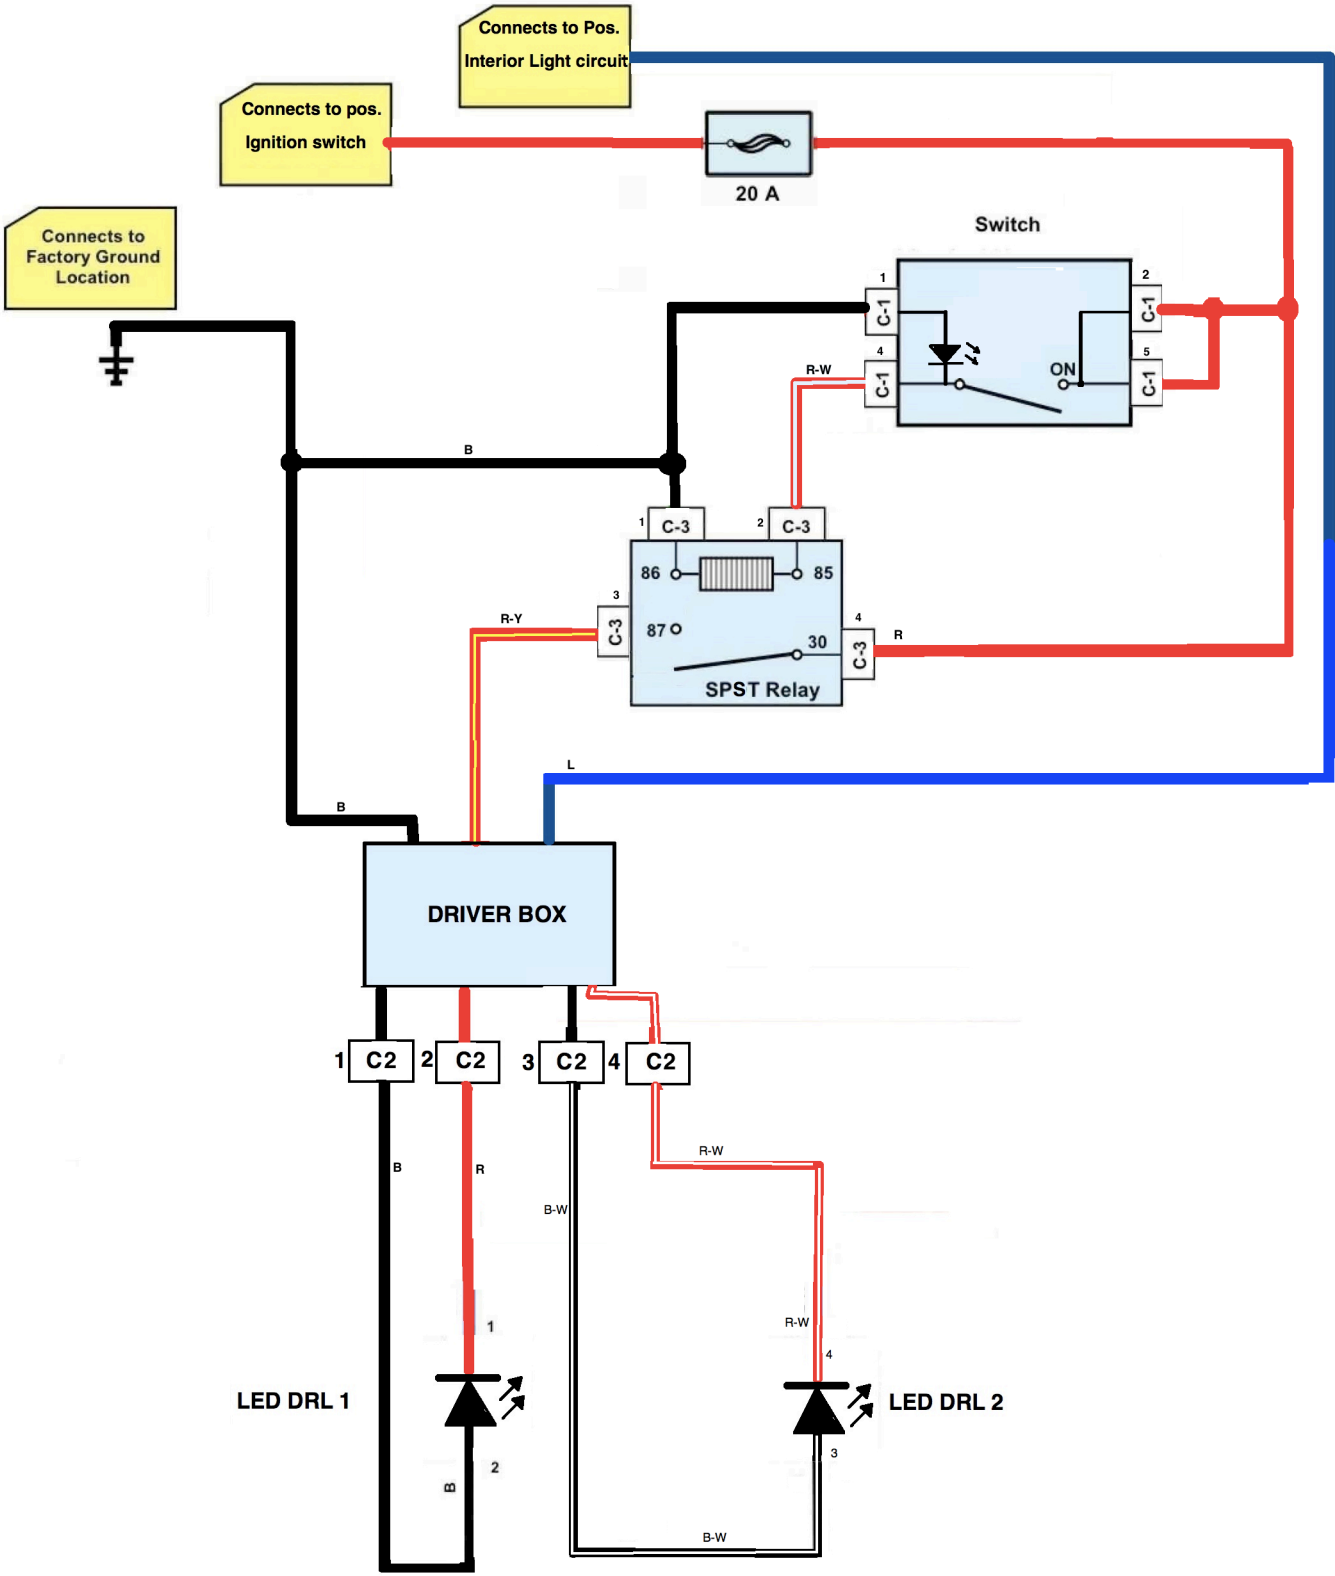 Connects to Pos.
Interior Light circuit
Connects to pos.
Ignition switch
20 A
Connects to
Factory Ground
Location
Switch
1
C-1
2
C-1
4
C-1
5
C-1
ON
R-W
B
1
C-3
2
C-3
86
85
3
C-3
87
30
4
C-3
R
SPST Relay
R-Y
L
B
DRIVER BOX
1
C2
2
C2
3
C2
4
C2
B
R
R-W
B-W
1
R-W
4
LED DRL 1
LED DRL 2
2
3
B
B-W